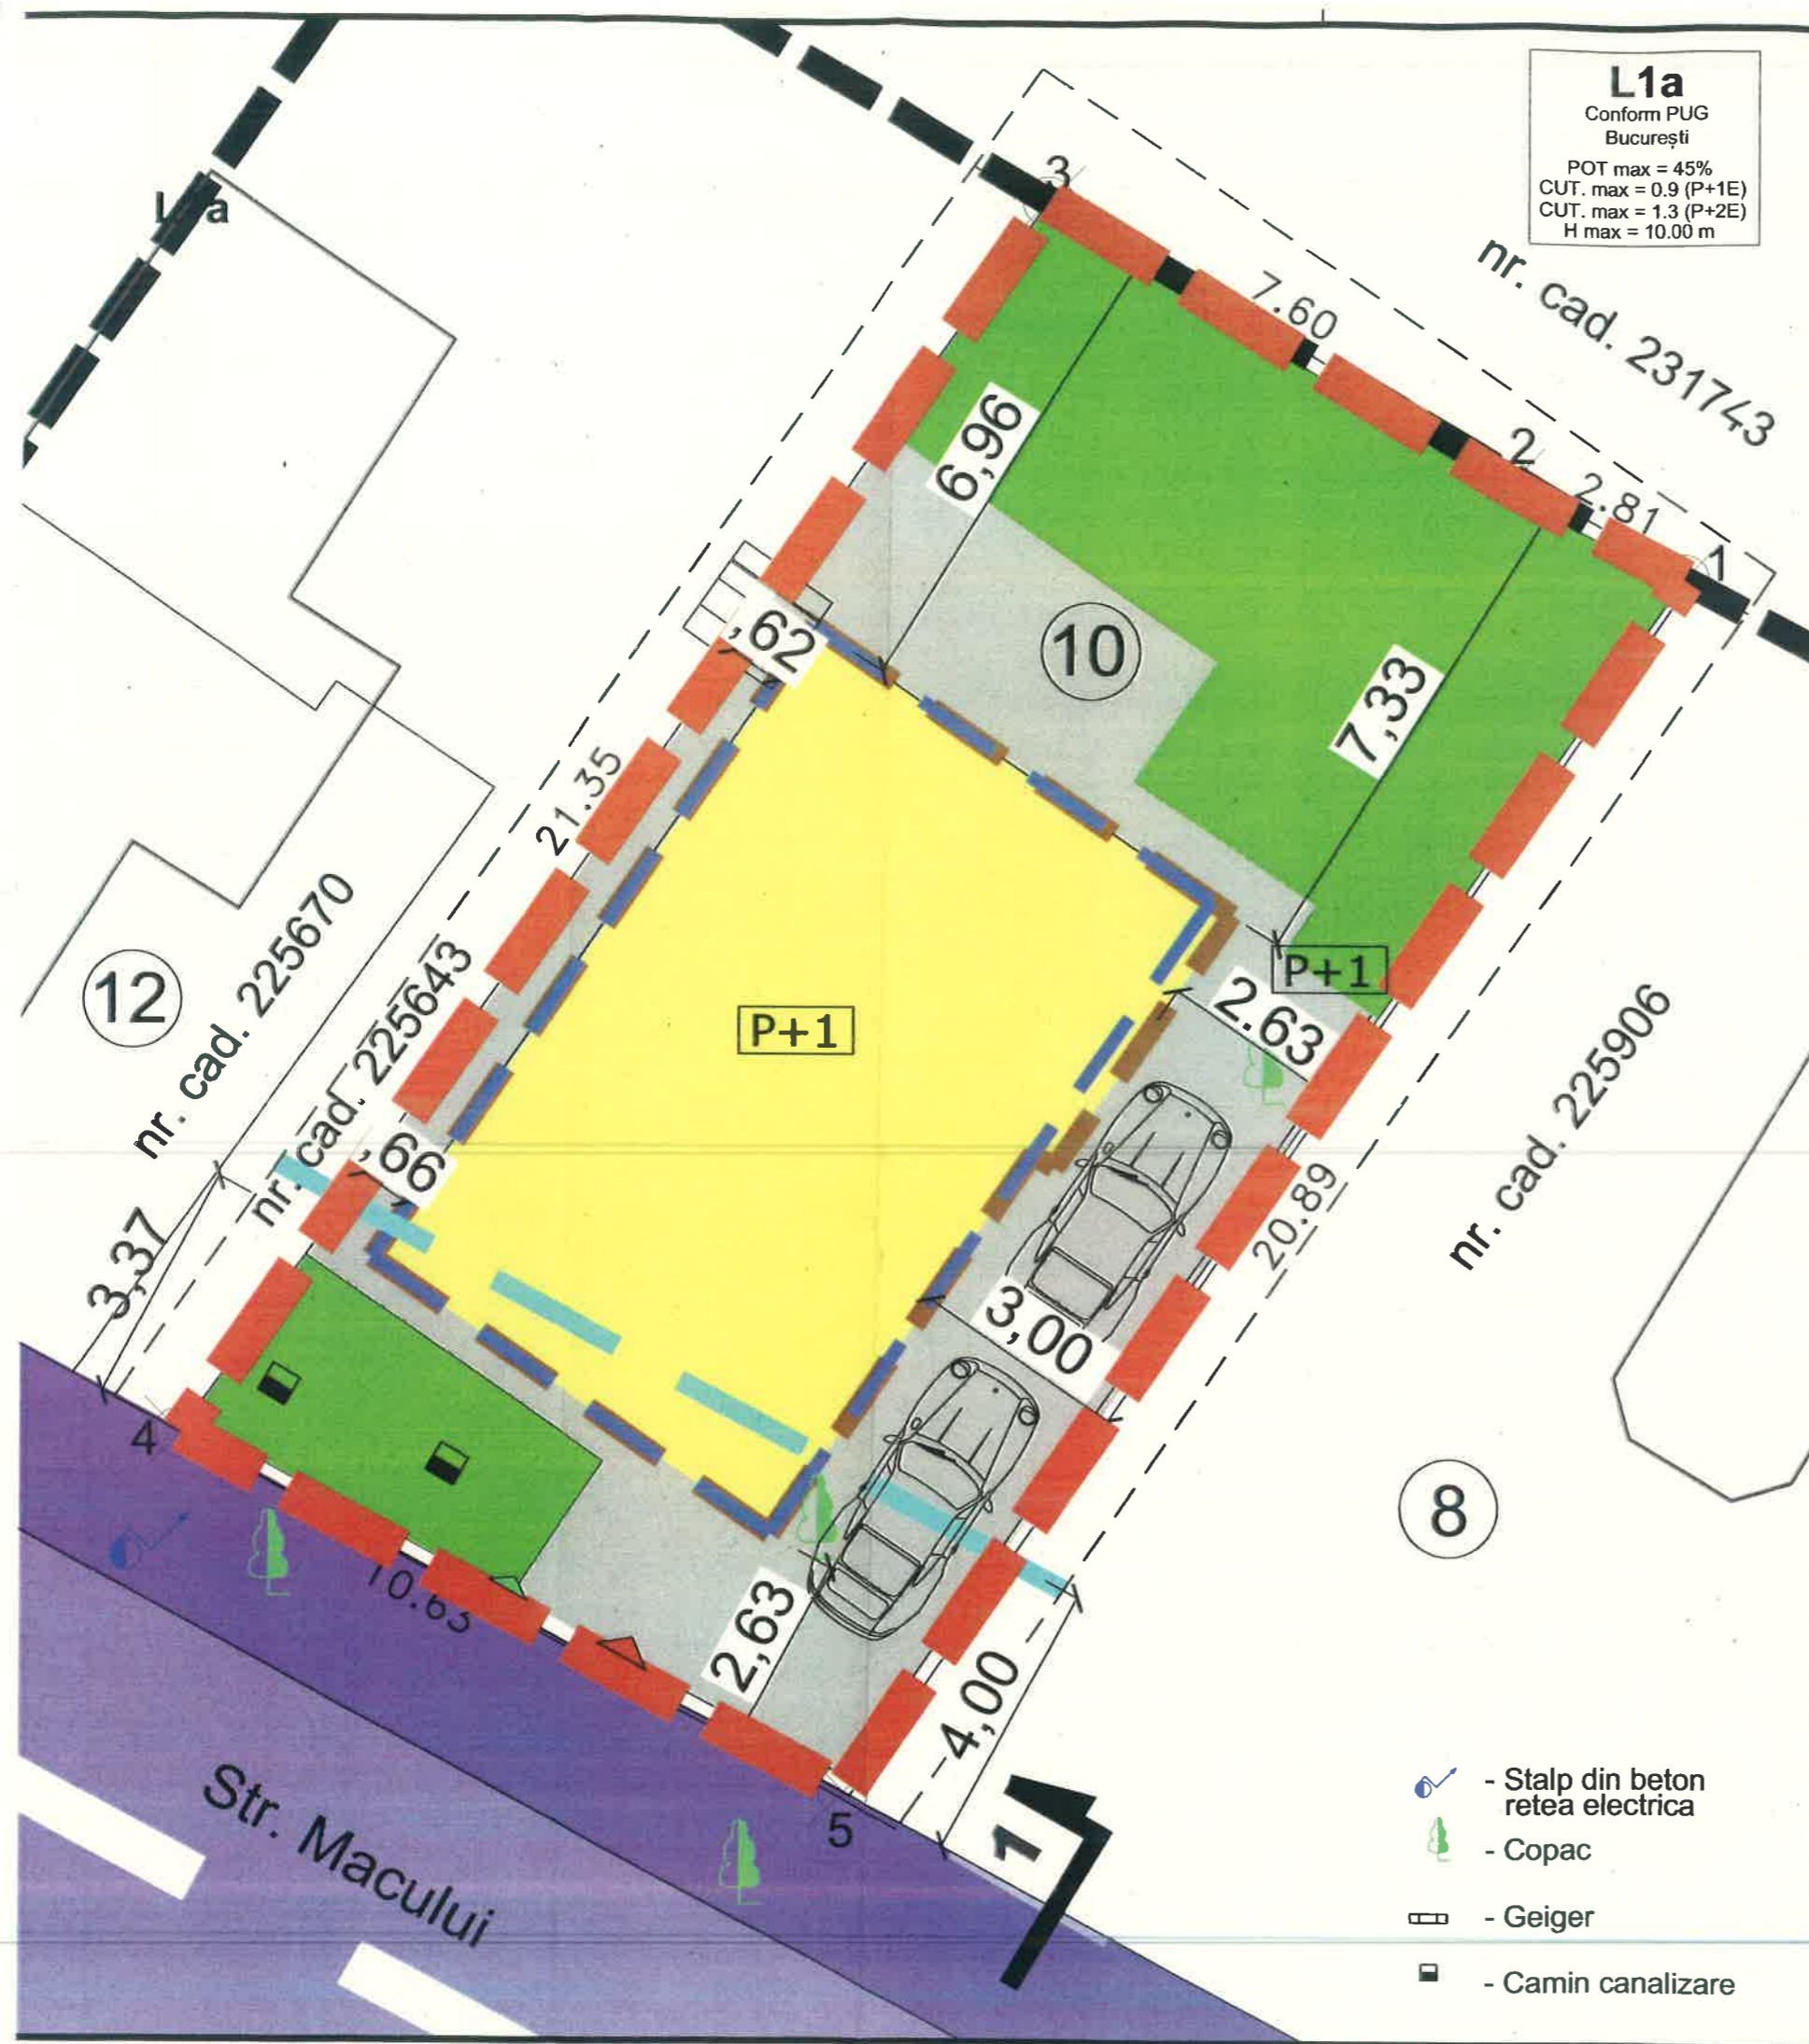 L1a
Conform PUG
București
POT max = 45%
CUT. max = 0.9 (P+1E)
CUT. max = 1.3 (P+2E)
H max = 10.00 m
3
7.60
nr. cad. 231743
2
2.81
1
6,96
,62
10
7,33
21.35
P+1
2.63
P+1
12
nr. cad. 225670
nr. cad. 225643
nr. cad. 225906
,66
20.89
3,37
3,00
4
8
10.63
2,63
4,00
5
1
Str. Macului
- Stalp din beton
retea electrica
- Copac
- Geiger
- Camin canalizare